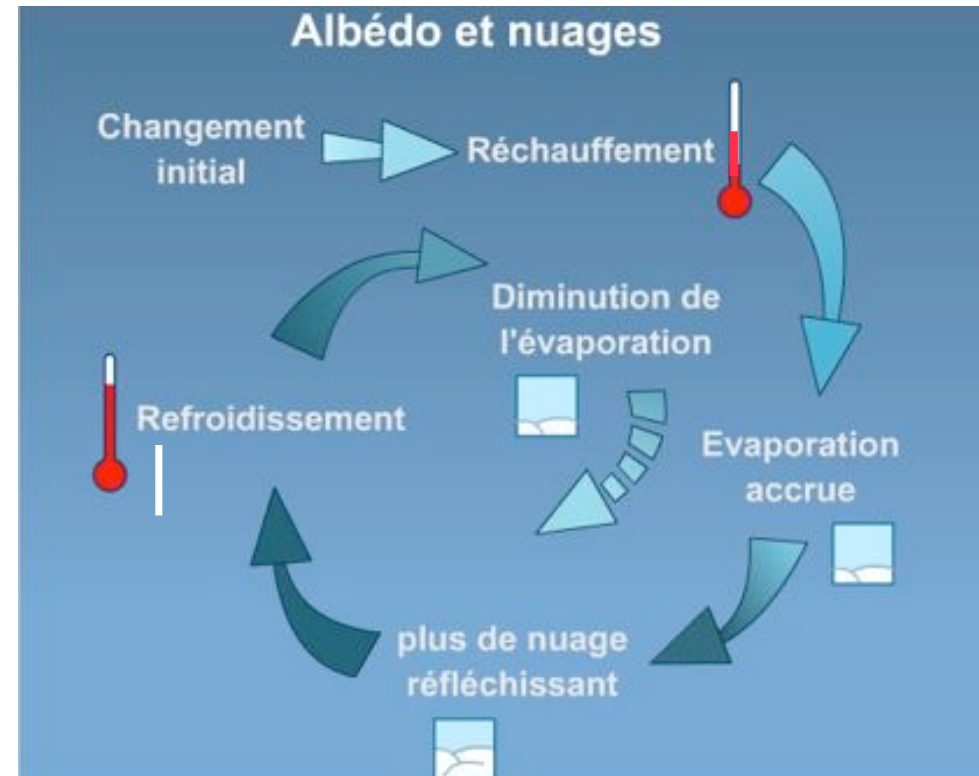 Albédo et nuages
Changement
initial
Réchauffement
Diminution de
l'évaporation
Refroidissement
Evaporation
accrue
plus de nuage
réfléchissant